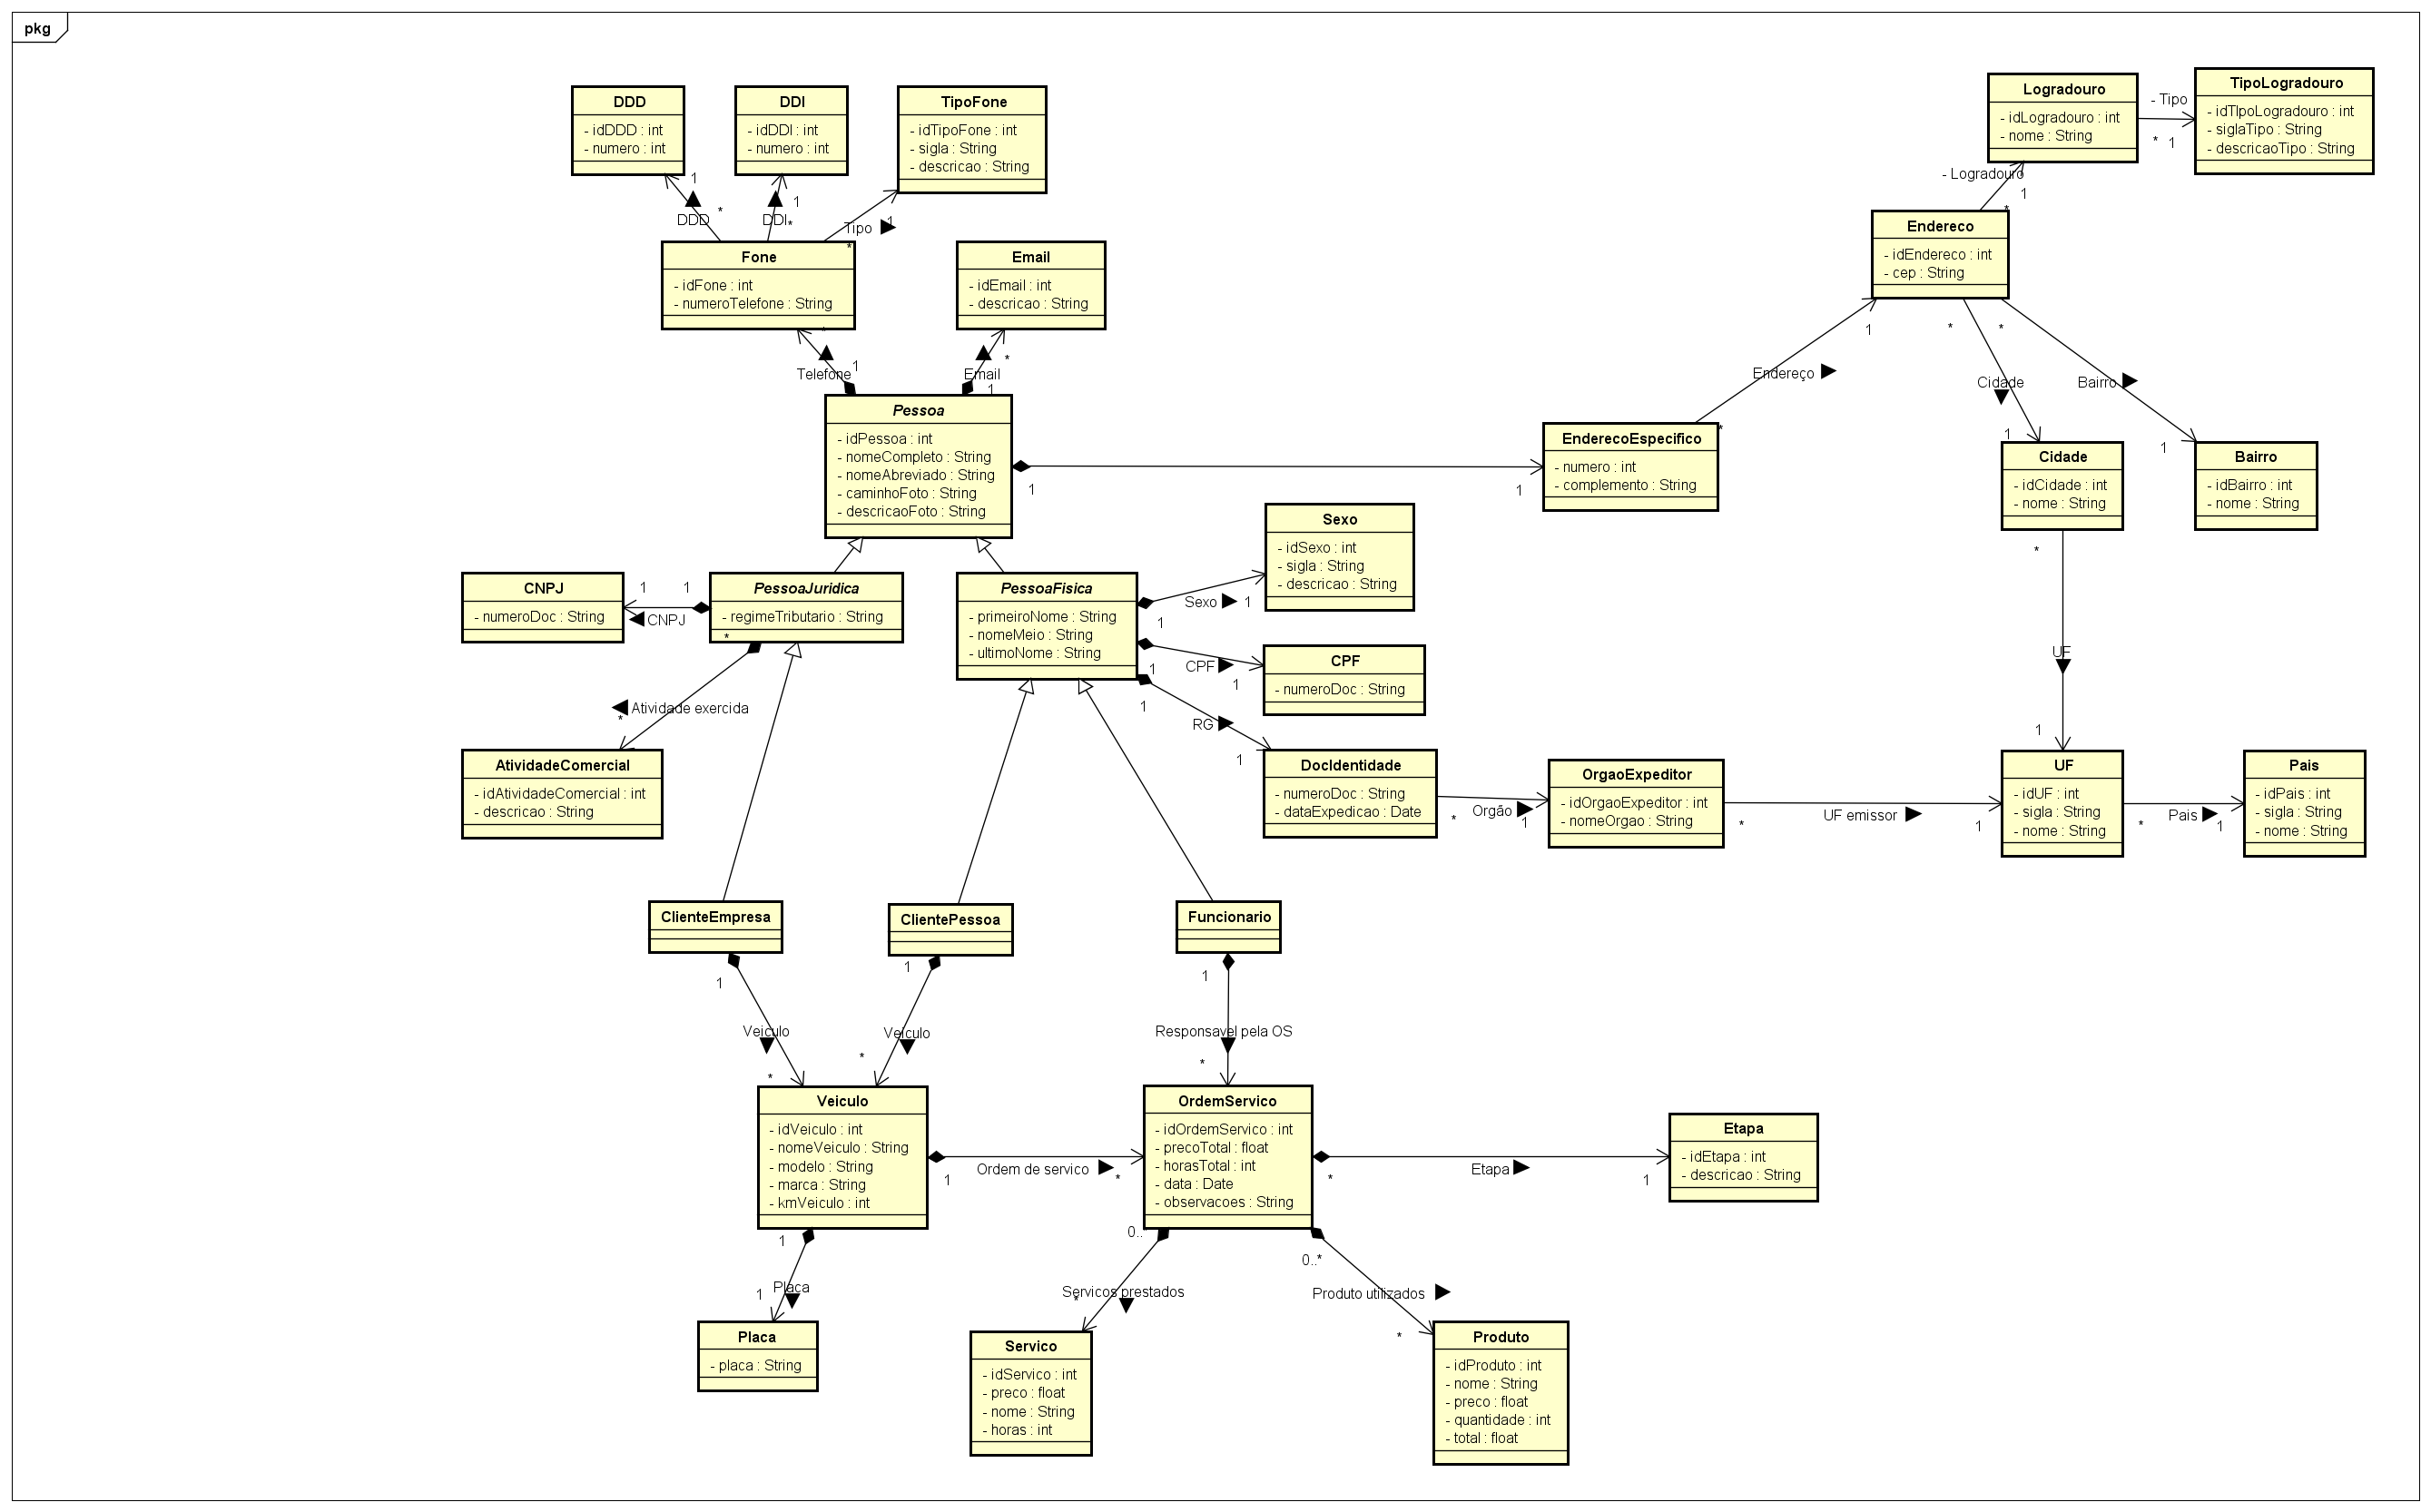 pkg
DDD
- idDDD : int
- numero : int
DDI
- idDDI : int
- numero : int
TipoFone
- idTipoFone : int
- sigla : String
- descricao : String
Logradouro
- idLogradouro : int
- nome : String
- Tipo
*
1
TipoLogradouro
- idTIpoLogradouro : int
- siglaTipo : String
- descricaoTipo : String
1
DDD
*
1
DDI
*
1
Tipo
*
- Logradouro
1
*
Fone
- idFone : int
- numeroTelefone : String
Email
- idEmail : int
- descricao : String
Endereco
- idEndereco : int
- cep : String
*
Telefone
1
*
Email
1
1
Endereço
*
*
Cidade
1
*
Bairro
1
Pessoa
- idPessoa : int
- nomeCompleto : String
- nomeAbreviado : String
- caminhoFoto : String
- descricaoFoto : String
1
1
EnderecoEspecifico
- numero : int
- complemento : String
Cidade
- idCidade : int
- nome : String
Bairro
- idBairro : int
- nome : String
Sexo
- idSexo : int
- sigla : String
- descricao : String
CNPJ
- numeroDoc : String
1
1
CNPJ
PessoaJuridica
- regimeTributario : String
PessoaFisica
- primeiroNome : String
- nomeMeio : String
- ultimoNome : String
Sexo
1
1
CPF
1
1
CPF
- numeroDoc : String
*
Atividade exercida
*
1
RG
1
*
UF
1
AtividadeComercial
- idAtividadeComercial : int
- descricao : String
DocIdentidade
- numeroDoc : String
- dataExpedicao : Date
*
Orgão
1
OrgaoExpeditor
- idOrgaoExpeditor : int
- nomeOrgao : String
*
UF emissor
1
UF
- idUF : int
- sigla : String
- nome : String
*
Pais
1
Pais
- idPais : int
- sigla : String
- nome : String
ClienteEmpresa
ClientePessoa
Funcionario
1
Veiculo
*
1
Veículo
*
1
Responsavel pela OS
*
Veiculo
- idVeiculo : int
- nomeVeiculo : String
- modelo : String
- marca : String
- kmVeiculo : int
1
Ordem de servico
*
OrdemServico
- idOrdemServico : int
- precoTotal : float
- horasTotal : int
- data : Date
- observacoes : String
*
Etapa
1
Etapa
- idEtapa : int
- descricao : String
1
Placa
1
0..
Servicos prestados
*
0..*
Produto utilizados
*
Placa
- placa : String
Servico
- idServico : int
- preco : float
- nome : String
- horas : int
Produto
- idProduto : int
- nome : String
- preco : float
- quantidade : int
- total : float